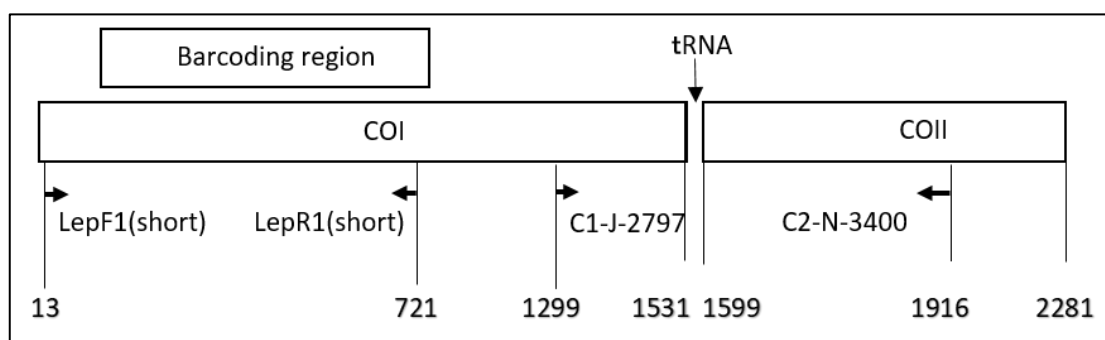 tRNA
Barcoding region
COI
COII
LepF1(short)
LepR1(short)
C1-J-2797
C2-N-3400
13
721
1299
1531
1599
1916
2281